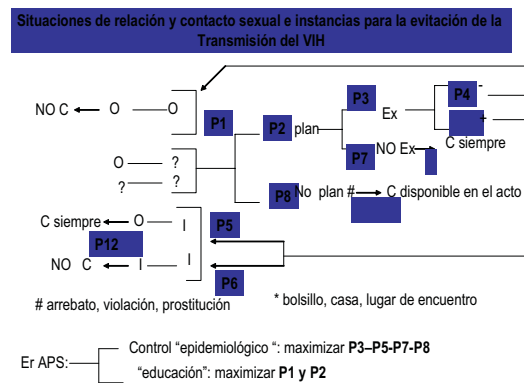 Situaciones de relación y contacto sexual e instancias para la evitación de la
Transmisión del VIH
NO C O O
P1
P2 plan
P3
Ex
P4 -
+
C siempre
P7 NO Ex
O ?
? ?
P8 No plan # C disponible en el acto
C siempre O I
P5
P12
NO C I I
P6
# arrebato, violación, prostitución
* bolsillo, casa, lugar de encuentro
Er APS:
Control “epidemiológico “: maximizar P3–P5-P7-P8
“educación”: maximizar P1 y P2